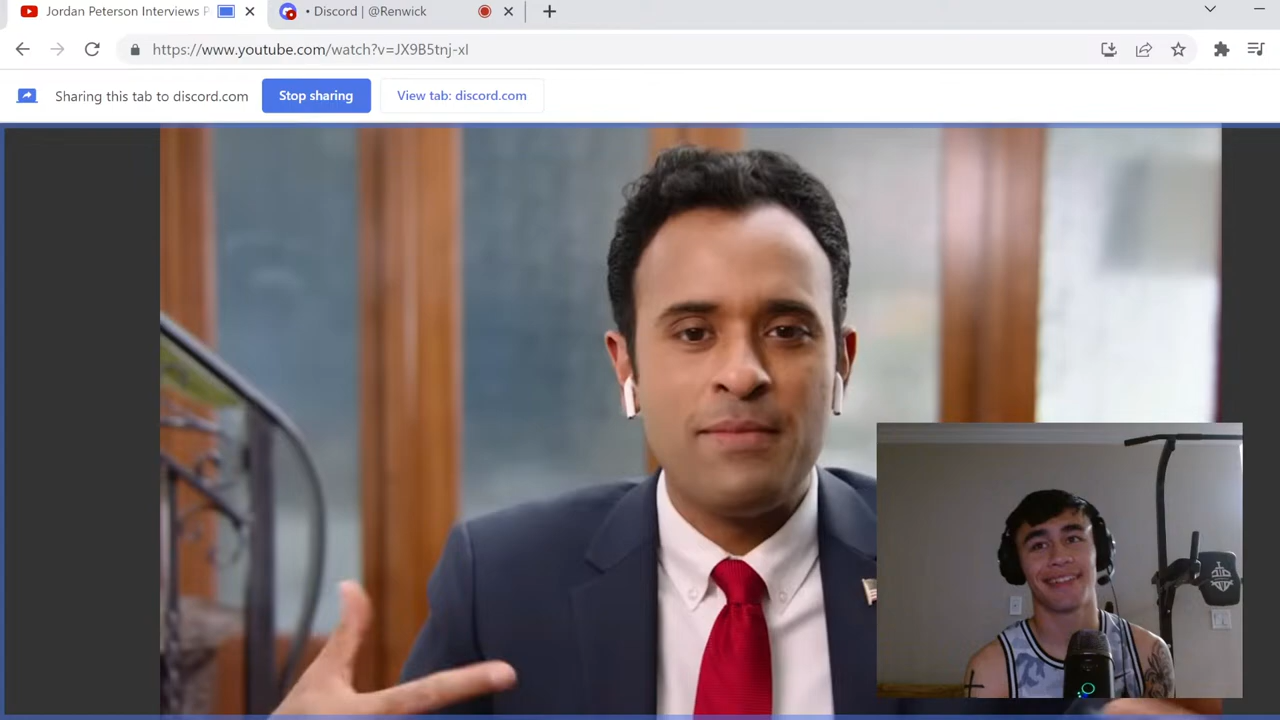 Jordan Peterson Interviews
• Discord | @Renwick
https://www.youtube.com/watch?v=JX9B5tnj-xI
Sharing this tab to discord.com
Stop sharing
View tab: discord.com